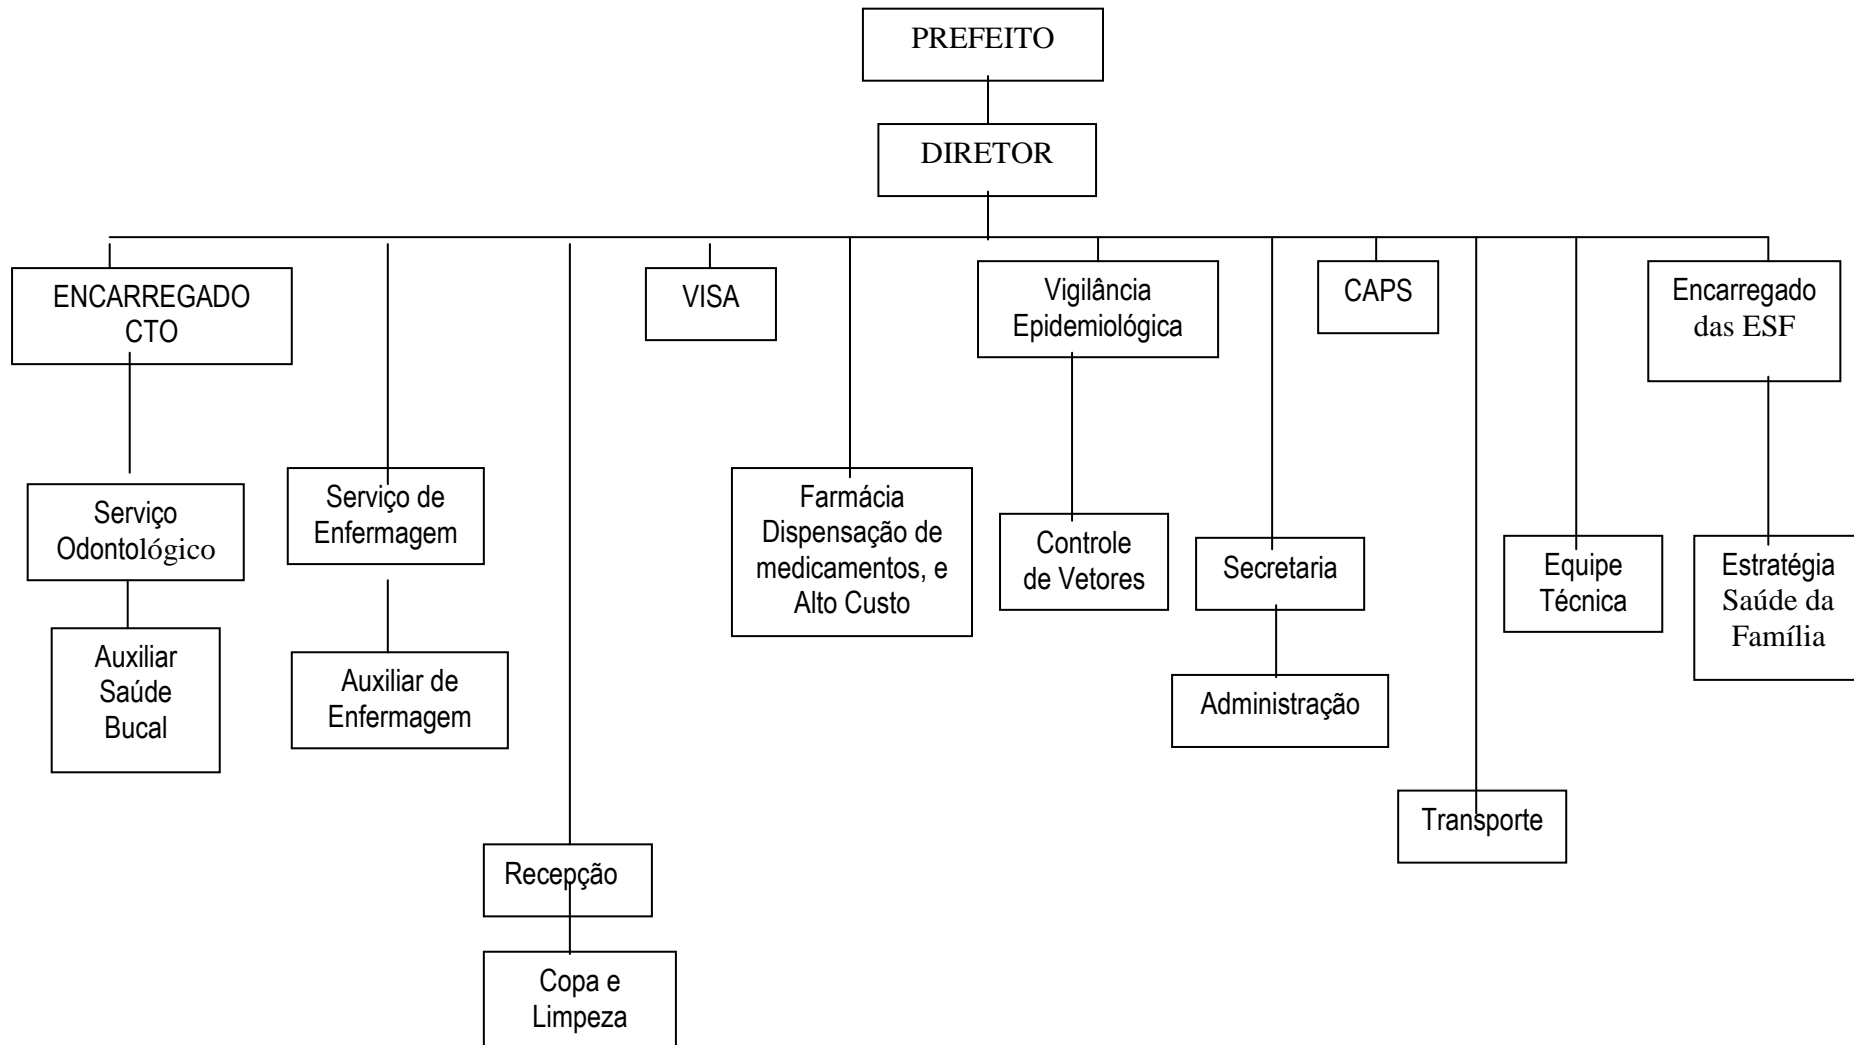 PREFEITO
DIRETOR
ENCARREGADO
CTO
VISA
Vigilância
Epidemiológica
CAPS
Encarregado
das ESF
Serviço
Odontológico
Serviço de
Enfermagem
Farmácia
Dispensação de
medicamentos, e
Alto Custo
Controle
de Vetores
Secretaria
Equipe
Técnica
Estratégia
Saúde da
Família
Auxiliar
Saúde
Bucal
Auxiliar de
Enfermagem
Administração
Transporte
Recepção
Copa e
Limpeza